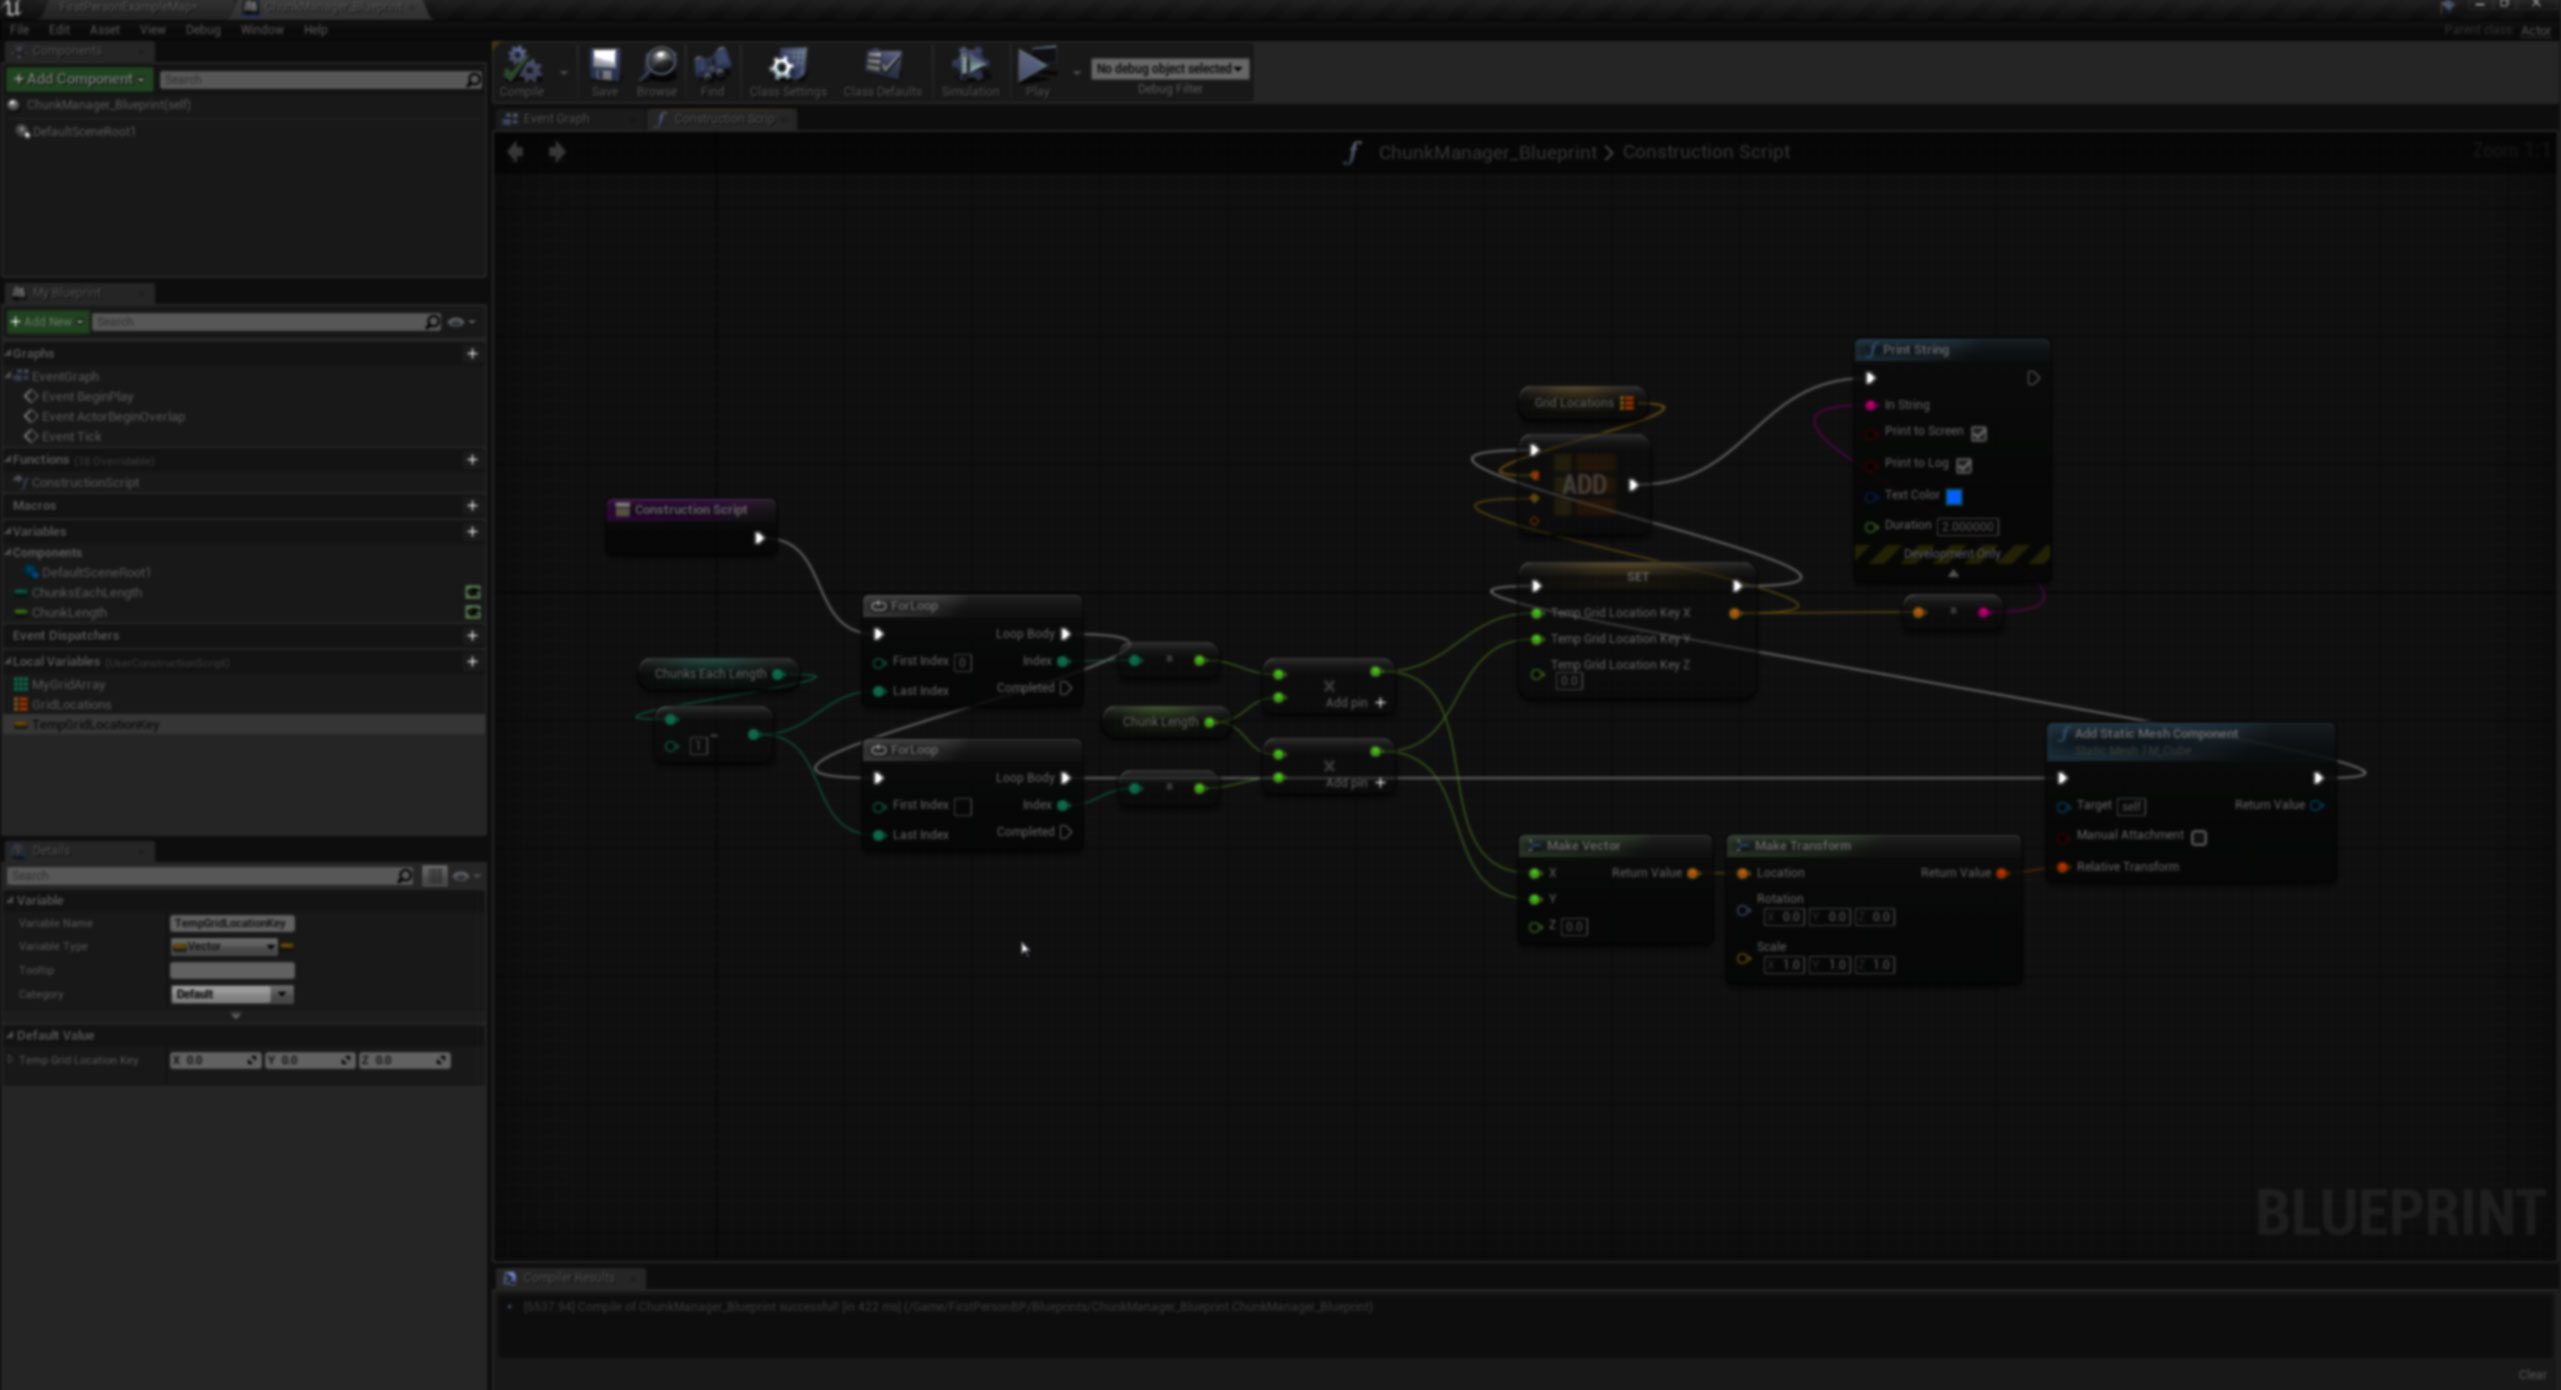 FirstPersonExampleMap*
ChunkManager_Blueprint
File Edit Asset View Debug Window Help
Parent class: Actor
Components
Add Component
Search
ChunkManager_Blueprint(self)
DefaultSceneRoot1
My Blueprint
Add New
Search
Graphs
EventGraph
Event BeginPlay
Event ActorBeginOverlap
Event Tick
Functions (18 Overridable)
ConstructionScript
Macros
Variables
Components
DefaultSceneRoot1
ChunksEachLength
ChunkLength
Event Dispatchers
Local Variables (UserConstructionScript)
MyGridArray
GridLocations
TempGridLocationKey
Details
Search
Variable
Variable Name TempGridLocationKey
Variable Type Vector
Tooltip
Category Default
Default Value
Temp Grid Location Key X 0.0 Y 0.0 Z 0.0
Compile Save Browse Find Class Settings Class Defaults Simulation Play
No debug object selected
Debug Filter
Event Graph
Construction Scrip
ChunkManager_Blueprint > Construction Script
Zoom 1:1
Construction Script
Chunks Each Length
1
ForLoop
Loop Body
First Index 0 Index
Last Index Completed
ForLoop
Loop Body
First Index Index
Last Index Completed
Chunk Length
Add pin +
Add pin +
Grid Locations
ADD
SET
Temp Grid Location Key X
Temp Grid Location Key Y
Temp Grid Location Key Z
0.0
Print String
In String
Print to Screen
Print to Log
Text Color
Duration 2.000000
Development Only
Make Vector
X Return Value
Y
Z 0.0
Make Transform
Location Return Value
Rotation
X 0.0 Y 0.0 Z 0.0
Scale
X 1.0 Y 1.0 Z 1.0
Add Static Mesh Component
Static Mesh 1M_Cube
Target self Return Value
Manual Attachment
Relative Transform
BLUEPRINT
Compiler Results
[5537.94] Compile of ChunkManager_Blueprint successful! [in 422 ms] (/Game/FirstPersonBP/Blueprints/ChunkManager_Blueprint.ChunkManager_Blueprint)
Clear